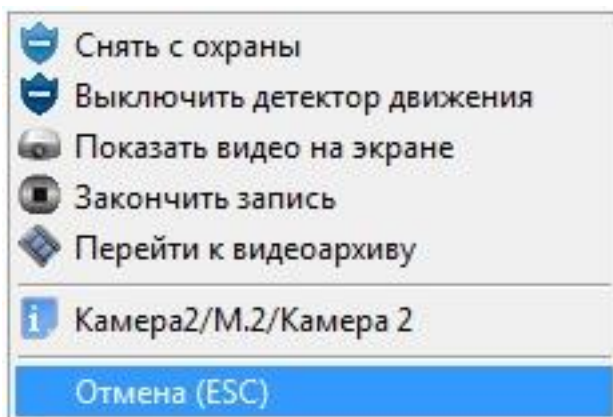 Снять с охраны
Выключить детектор движения
Показать видео на экране
Закончить запись
Перейти к видеоархиву
Камера2/М.2/Камера 2
Отмена (ESC)